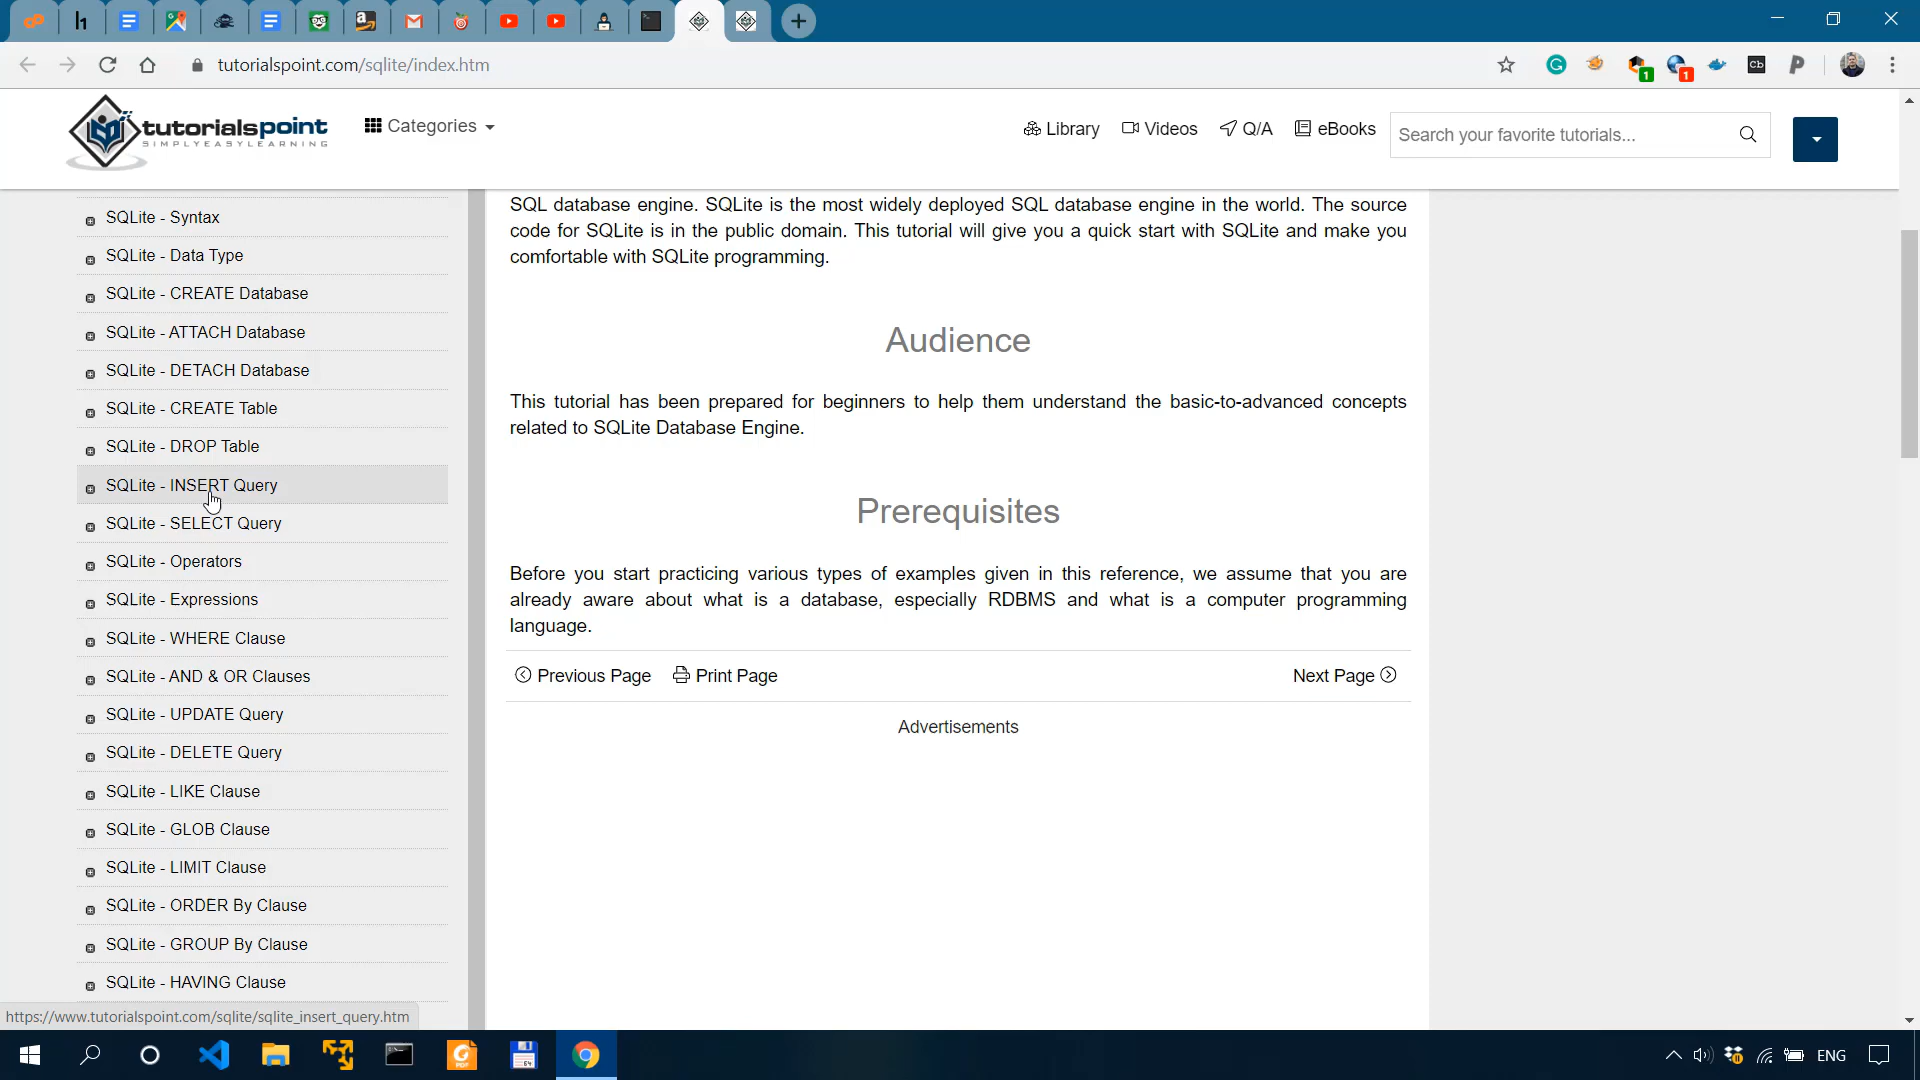 tutorialspoint.com/sqlite/index.htm
1
1
Cb
tutorialspoint
SIMPLYEASYLEARNING
Categories
Library
Videos
Q/A
eBooks
Search your favorite tutorials...
SQLite - Syntax
SQLite - Data Type
SQLite - CREATE Database
SQLite - ATTACH Database
SQLite - DETACH Database
SQLite - CREATE Table
SQLite - DROP Table
SQLite - INSERT Query
SQLite - SELECT Query
SQLite - Operators
SQLite - Expressions
SQLite - WHERE Clause
SQLite - AND & OR Clauses
SQLite - UPDATE Query
SQLite - DELETE Query
SQLite - LIKE Clause
SQLite - GLOB Clause
SQLite - LIMIT Clause
SQLite - ORDER By Clause
SQLite - GROUP By Clause
SQLite - HAVING Clause
https://www.tutorialspoint.com/sqlite/sqlite_insert_query.htm
SQL database engine. SQLite is the most widely deployed SQL database engine in the world. The source
code for SQLite is in the public domain. This tutorial will give you a quick start with SQLite and make you
comfortable with SQLite programming.
Audience
This tutorial has been prepared for beginners to help them understand the basic-to-advanced concepts
related to SQLite Database Engine.
Prerequisites
Before you start practicing various types of examples given in this reference, we assume that you are
already aware about what is a database, especially RDBMS and what is a computer programming
language.
Previous Page
Print Page
Next Page
Advertisements
ENG